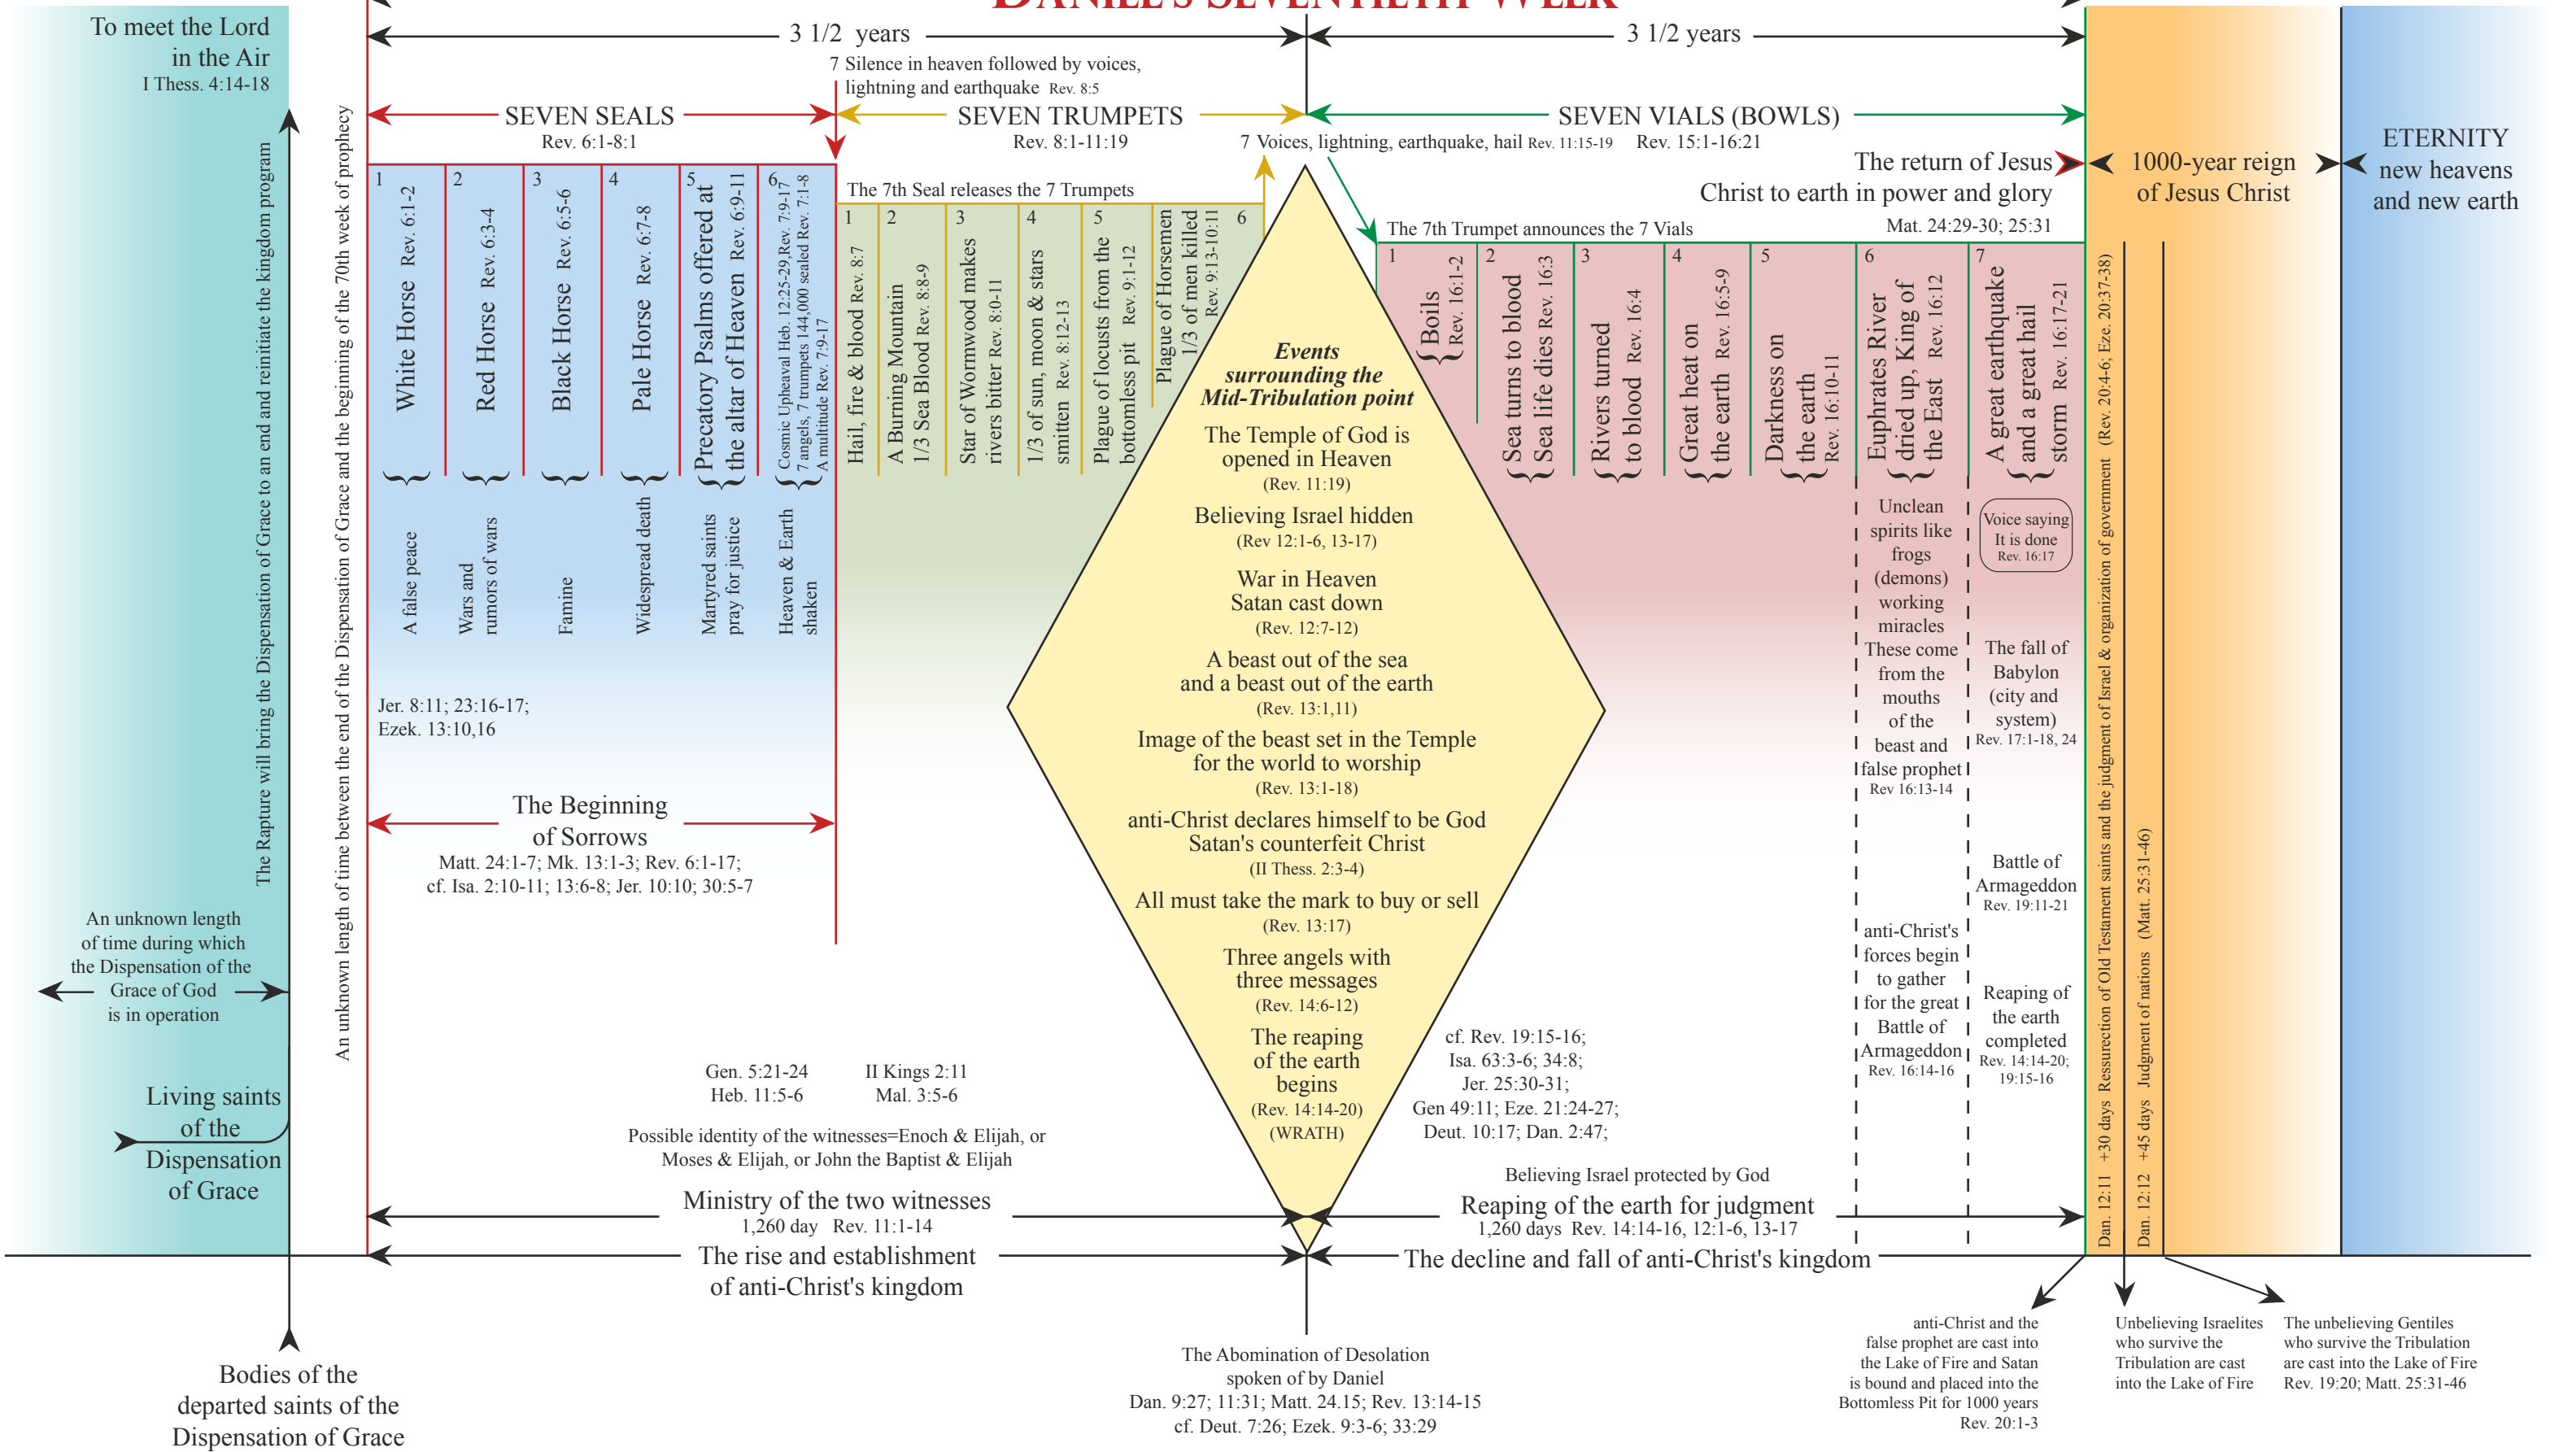 DANIEL'S SEVENTIETH WEEK
To meet the Lord
in the Air
I Thess. 4:14-18
The Rapture will bring the Dispensation of Grace to an end and reinitiate the kingdom program
An unknown length
of time during which
the Dispensation of the
Grace of God
is in operation
Living saints
of the
Dispensation
of Grace
Bodies of the
departed saints of the
Dispensation of Grace
An unknown length of time between the end of the Dispensation of Grace and the beginning of the 70th week of prophecy
3 1/2 years
3 1/2 years
7 Silence in heaven followed by voices,
lightning and earthquake Rev. 8:5
SEVEN SEALS
Rev. 6:1-8:1
SEVEN TRUMPETS
Rev. 8:1-11:19
SEVEN VIALS (BOWLS)
7 Voices, lightning, earthquake, hail Rev. 11:15-19
Rev. 15:1-16:21
1
White Horse Rev. 6:1-2
A false peace
2
Red Horse Rev. 6:3-4
Wars and
rumors of wars
3
Black Horse Rev. 6:5-6
Famine
4
Pale Horse Rev. 6:7-8
Widespread death
5
Precatory Psalms offered at
the altar of Heaven Rev. 6:9-11
Martyred saints
pray for justice
6
Cosmic Upheaval Heb. 12:25-29,Rev. 7:9-17
7 angels, 7 trumpets 144,000 sealed Rev. 7:1-8
A multitude Rev. 7:9-17
Heaven & Earth
shaken
Jer. 8:11; 23:16-17;
Ezek. 13:10,16
The Beginning
of Sorrows
Matt. 24:1-7; Mk. 13:1-3; Rev. 6:1-17;
cf. Isa. 2:10-11; 13:6-8; Jer. 10:10; 30:5-7
The 7th Seal releases the 7 Trumpets
1
Hail, fire & blood Rev. 8:7
2
A Burning Mountain
1/3 Sea Blood Rev. 8:8-9
3
Star of Wormwood makes
rivers bitter Rev. 8:0-11
4
1/3 of sun, moon & stars
smitten Rev. 8:12-13
5
Plague of locusts from the
bottomless pit Rev. 9:1-12
6
Plague of Horsemen
1/3 of men killed
Rev. 9:13-10:11
Gen. 5:21-24
Heb. 11:5-6
II Kings 2:11
Mal. 3:5-6
Possible identity of the witnesses=Enoch & Elijah, or
Moses & Elijah, or John the Baptist & Elijah
Ministry of the two witnesses
1,260 day Rev. 11:1-14
The rise and establishment
of anti-Christ's kingdom
Events
surrounding the
Mid-Tribulation point
The Temple of God is
opened in Heaven
(Rev. 11:19)
Believing Israel hidden
(Rev 12:1-6, 13-17)
War in Heaven
Satan cast down
(Rev. 12:7-12)
A beast out of the sea
and a beast out of the earth
(Rev. 13:1,11)
Image of the beast set in the Temple
for the world to worship
(Rev. 13:1-18)
anti-Christ declares himself to be God
Satan's counterfeit Christ
(II Thess. 2:3-4)
All must take the mark to buy or sell
(Rev. 13:17)
Three angels with
three messages
(Rev. 14:6-12)
The reaping
of the earth
begins
(Rev. 14:14-20)
(WRATH)
The Abomination of Desolation
spoken of by Daniel
Dan. 9:27; 11:31; Matt. 24.15; Rev. 13:14-15
cf. Deut. 7:26; Ezek. 9:3-6; 33:29
The return of Jesus
Christ to earth in power and glory
Mat. 24:29-30; 25:31
The 7th Trumpet announces the 7 Vials
1
Boils
Rev. 16:1-2
2
Sea turns to blood
Sea life dies Rev. 16:3
3
Rivers turned
to blood Rev. 16:4
4
Great heat on
the earth Rev. 16:5-9
5
Darkness on
the earth
Rev. 16:10-11
6
Euphrates River
dried up, King of
the East Rev. 16:12
Unclean
spirits like
frogs
(demons)
working
miracles
These come
from the
mouths
of the
beast and
false prophet
Rev 16:13-14
anti-Christ's
forces begin
to gather
for the great
Battle of
Armageddon
Rev. 16:14-16
7
A great earthquake
and a great hail
storm Rev. 16:17-21
Voice saying
It is done
Rev. 16:17
The fall of
Babylon
(city and
system)
Rev. 17:1-18, 24
Battle of
Armageddon
Rev. 19:11-21
Reaping of
the earth
completed
Rev. 14:14-20;
19:15-16
cf. Rev. 19:15-16;
Isa. 63:3-6; 34:8;
Jer. 25:30-31;
Gen 49:11; Eze. 21:24-27;
Deut. 10:17; Dan. 2:47;
Believing Israel protected by God
Reaping of the earth for judgment
1,260 days Rev. 14:14-16, 12:1-6, 13-17
The decline and fall of anti-Christ's kingdom
1000-year reign
of Jesus Christ
Dan. 12:11 +30 days Ressurection of Old Testament saints and the judgment of Israel & organization of government (Rev. 20:4-6; Eze. 20:37-38)
Dan. 12:12 +45 days Judgment of nations (Matt. 25:31-46)
ETERNITY
new heavens
and new earth
anti-Christ and the
false prophet are cast into
the Lake of Fire and Satan
is bound and placed into the
Bottomless Pit for 1000 years
Rev. 20:1-3
Unbelieving Israelites
who survive the
Tribulation are cast
into the Lake of Fire
The unbelieving Gentiles
who survive the Tribulation
are cast into the Lake of Fire
Rev. 19:20; Matt. 25:31-46